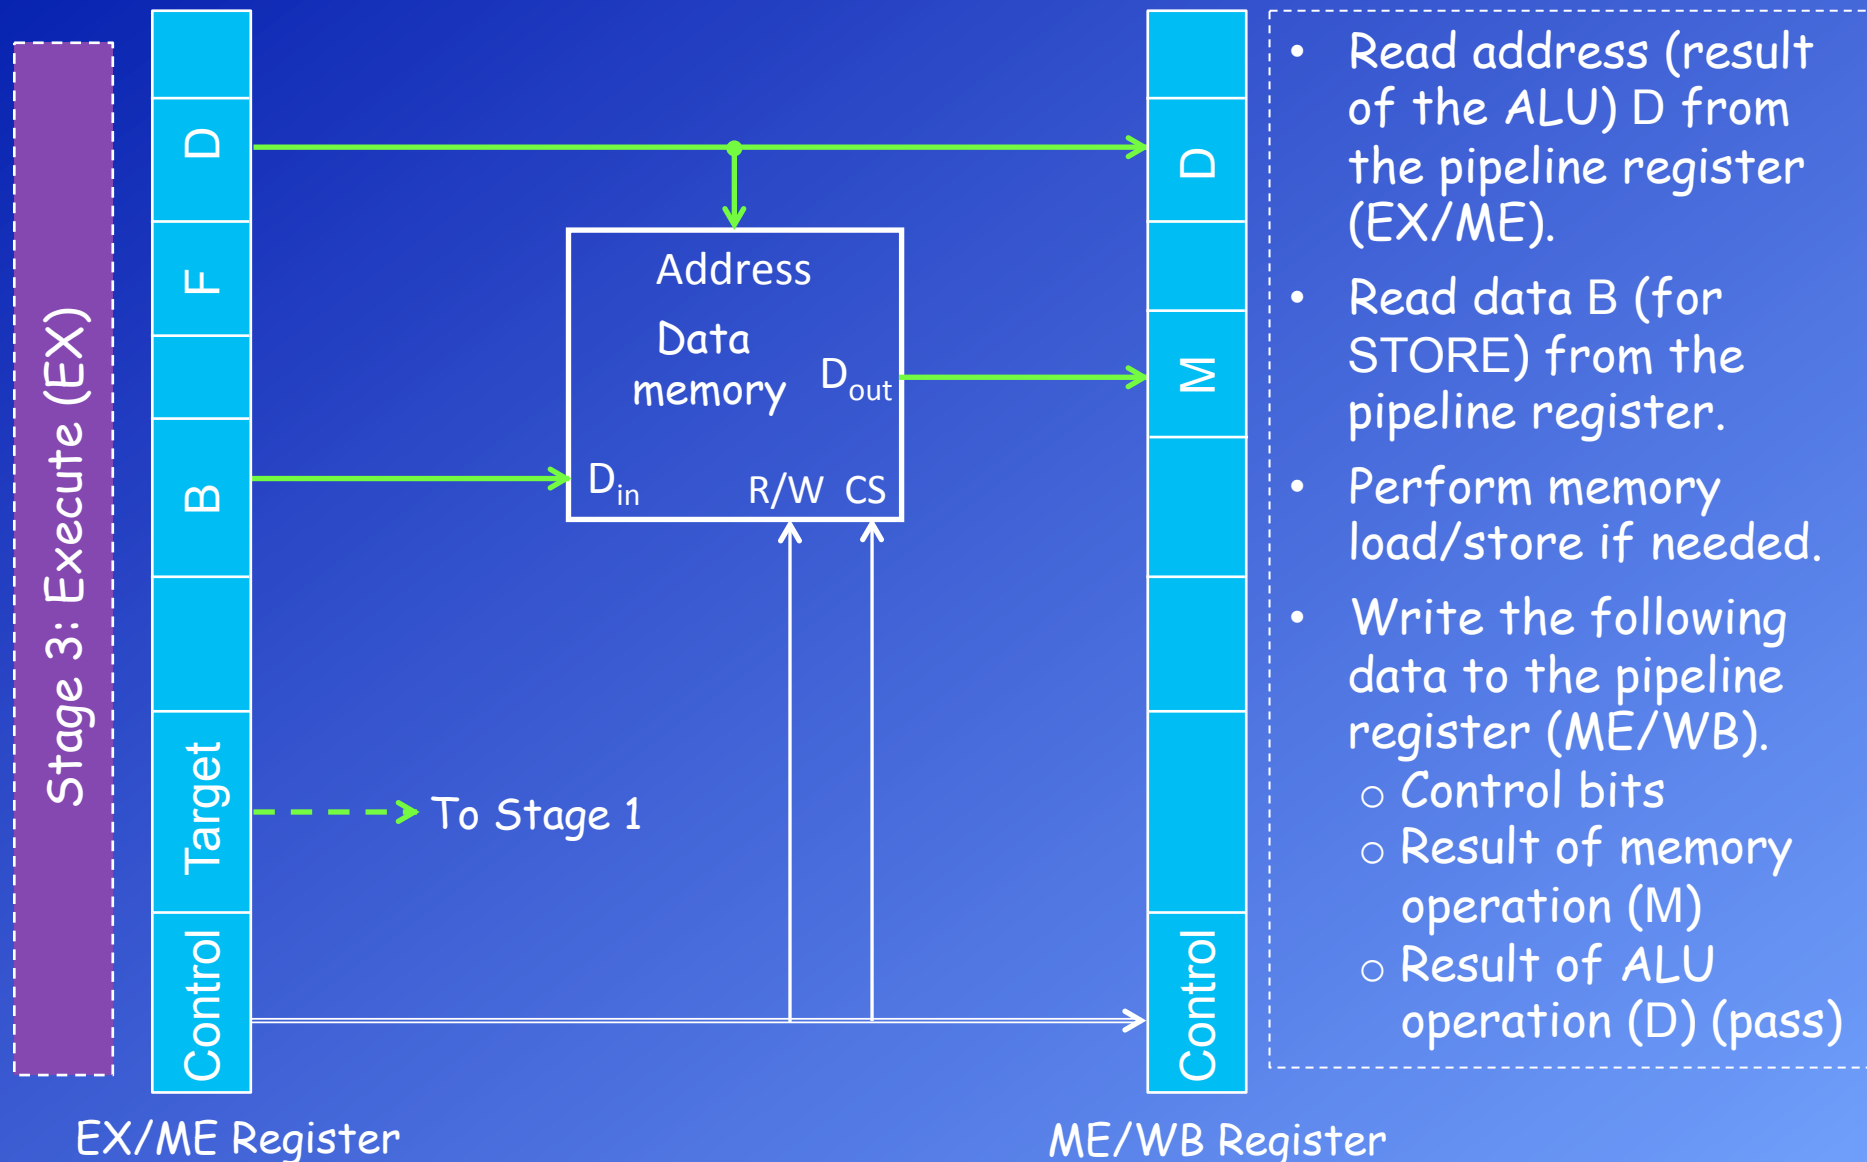 Stage 3: Execute (EX)
D
F
B
Target
Control
EX/ME Register
To Stage 1
Address
Data
memory
Dout
Din
R/W CS
D
M
Control
ME/WB Register
• Read address (result
of the ALU) D from
the pipeline register
(EX/ME).
• Read data B (for
STORE) from the
pipeline register.
• Perform memory
load/store if needed.
• Write the following
data to the pipeline
register (ME/WB).
○ Control bits
○ Result of memory
operation (M)
○ Result of ALU
operation (D) (pass)